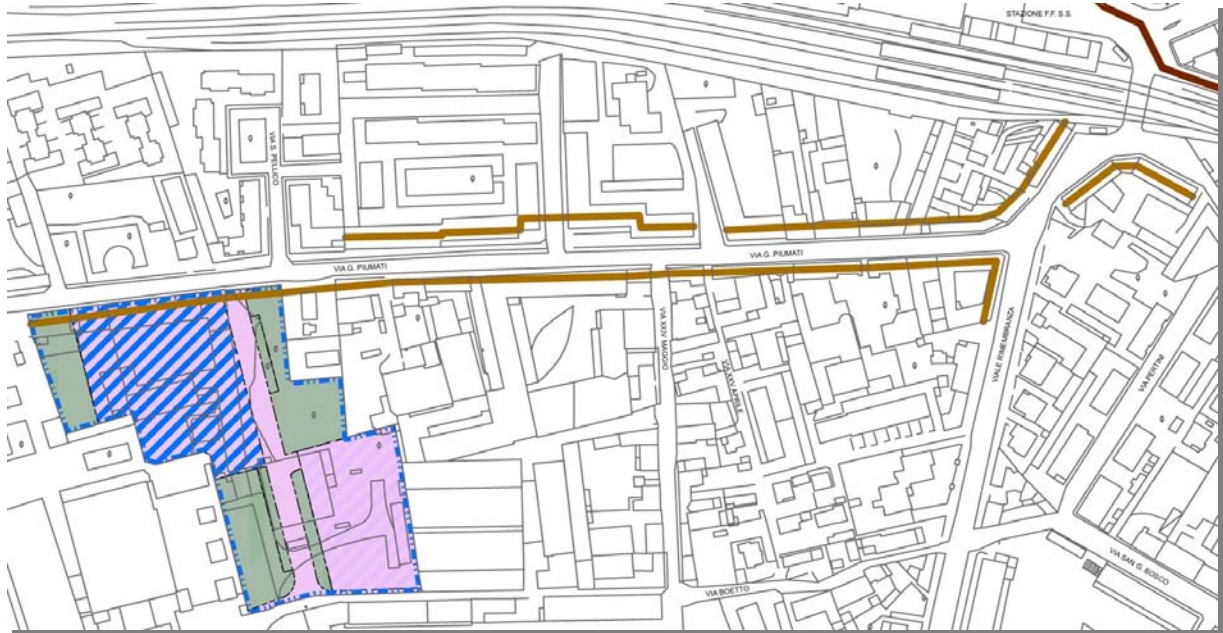 STAZIONE F.F. S.S.
VIA S. PELLICO
VIA G. PIUMATI
VIA G. PIUMATI
VIA XXIV MAGGIO
VIA XXV APRILE
VIALE RIMEMBRANZA
VIA PERTINI
VIA SAN G. BOSCO
VIA BOETTO